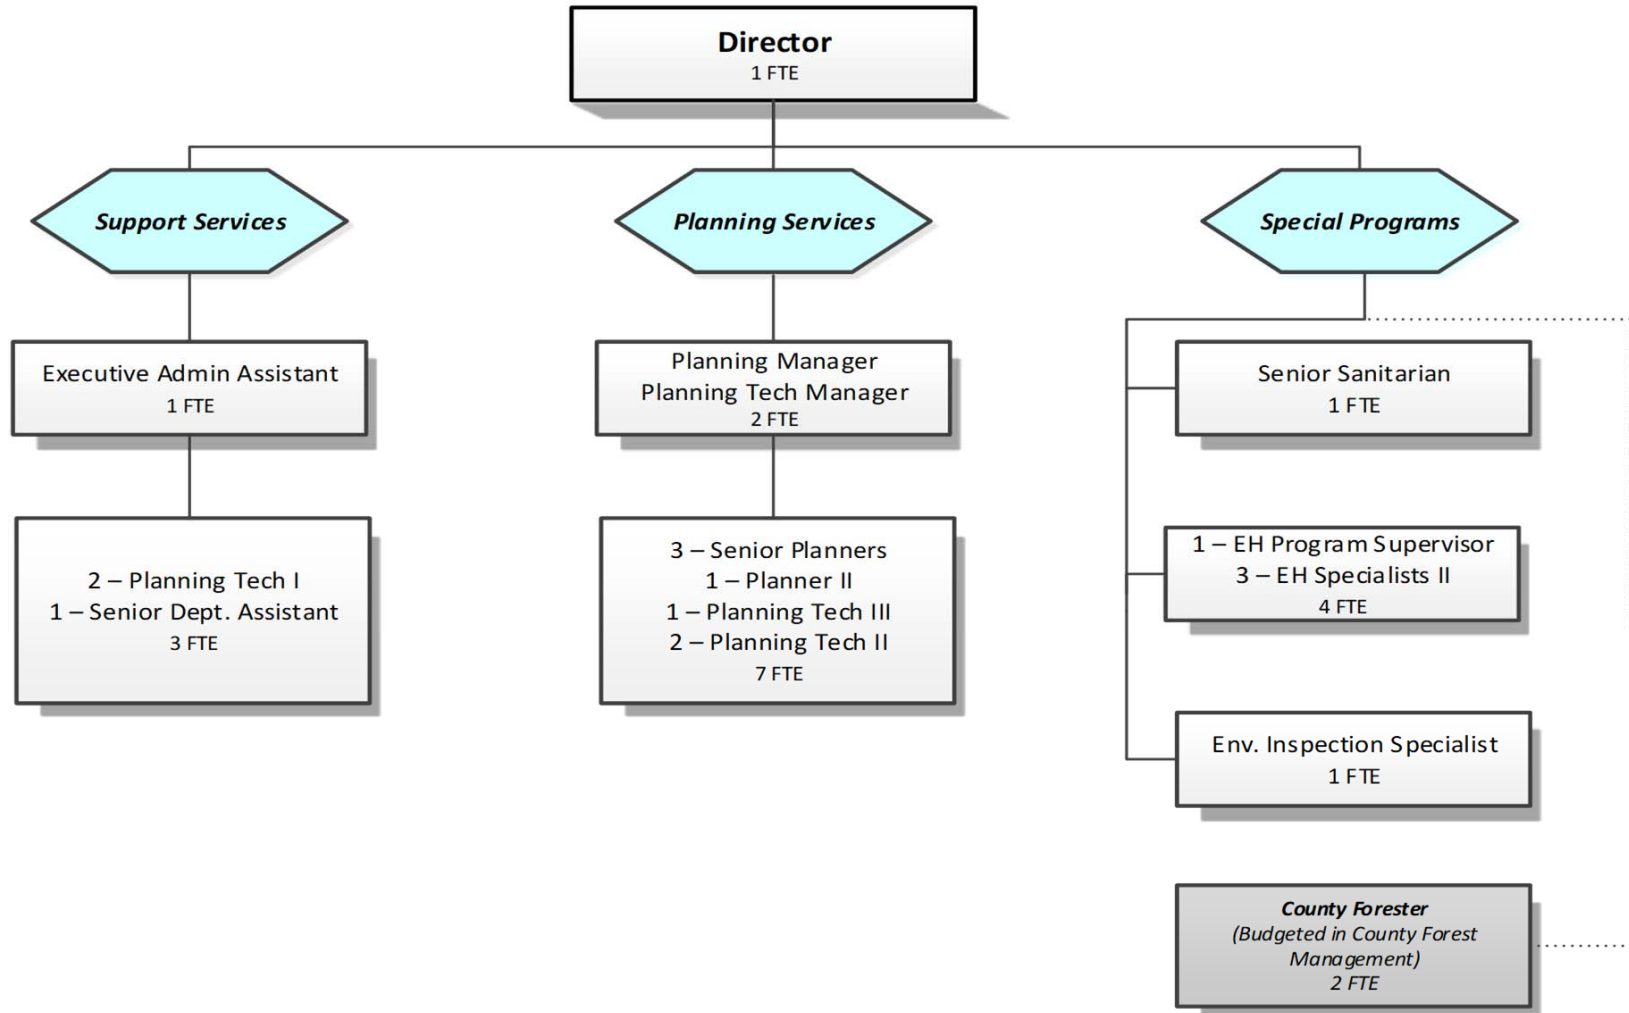 Director
1 FTE
Support Services
Planning Services
Special Programs
Executive Admin Assistant
1 FTE
Planning Manager
Planning Tech Manager
2 FTE
Senior Sanitarian
1 FTE
2 – Planning Tech I
1 – Senior Dept. Assistant
3 FTE
3 – Senior Planners
1 – Planner II
1 – Planning Tech III
2 – Planning Tech II
7 FTE
1 – EH Program Supervisor
3 – EH Specialists II
4 FTE
Env. Inspection Specialist
1 FTE
County Forester
(Budgeted in County Forest
Management)
2 FTE